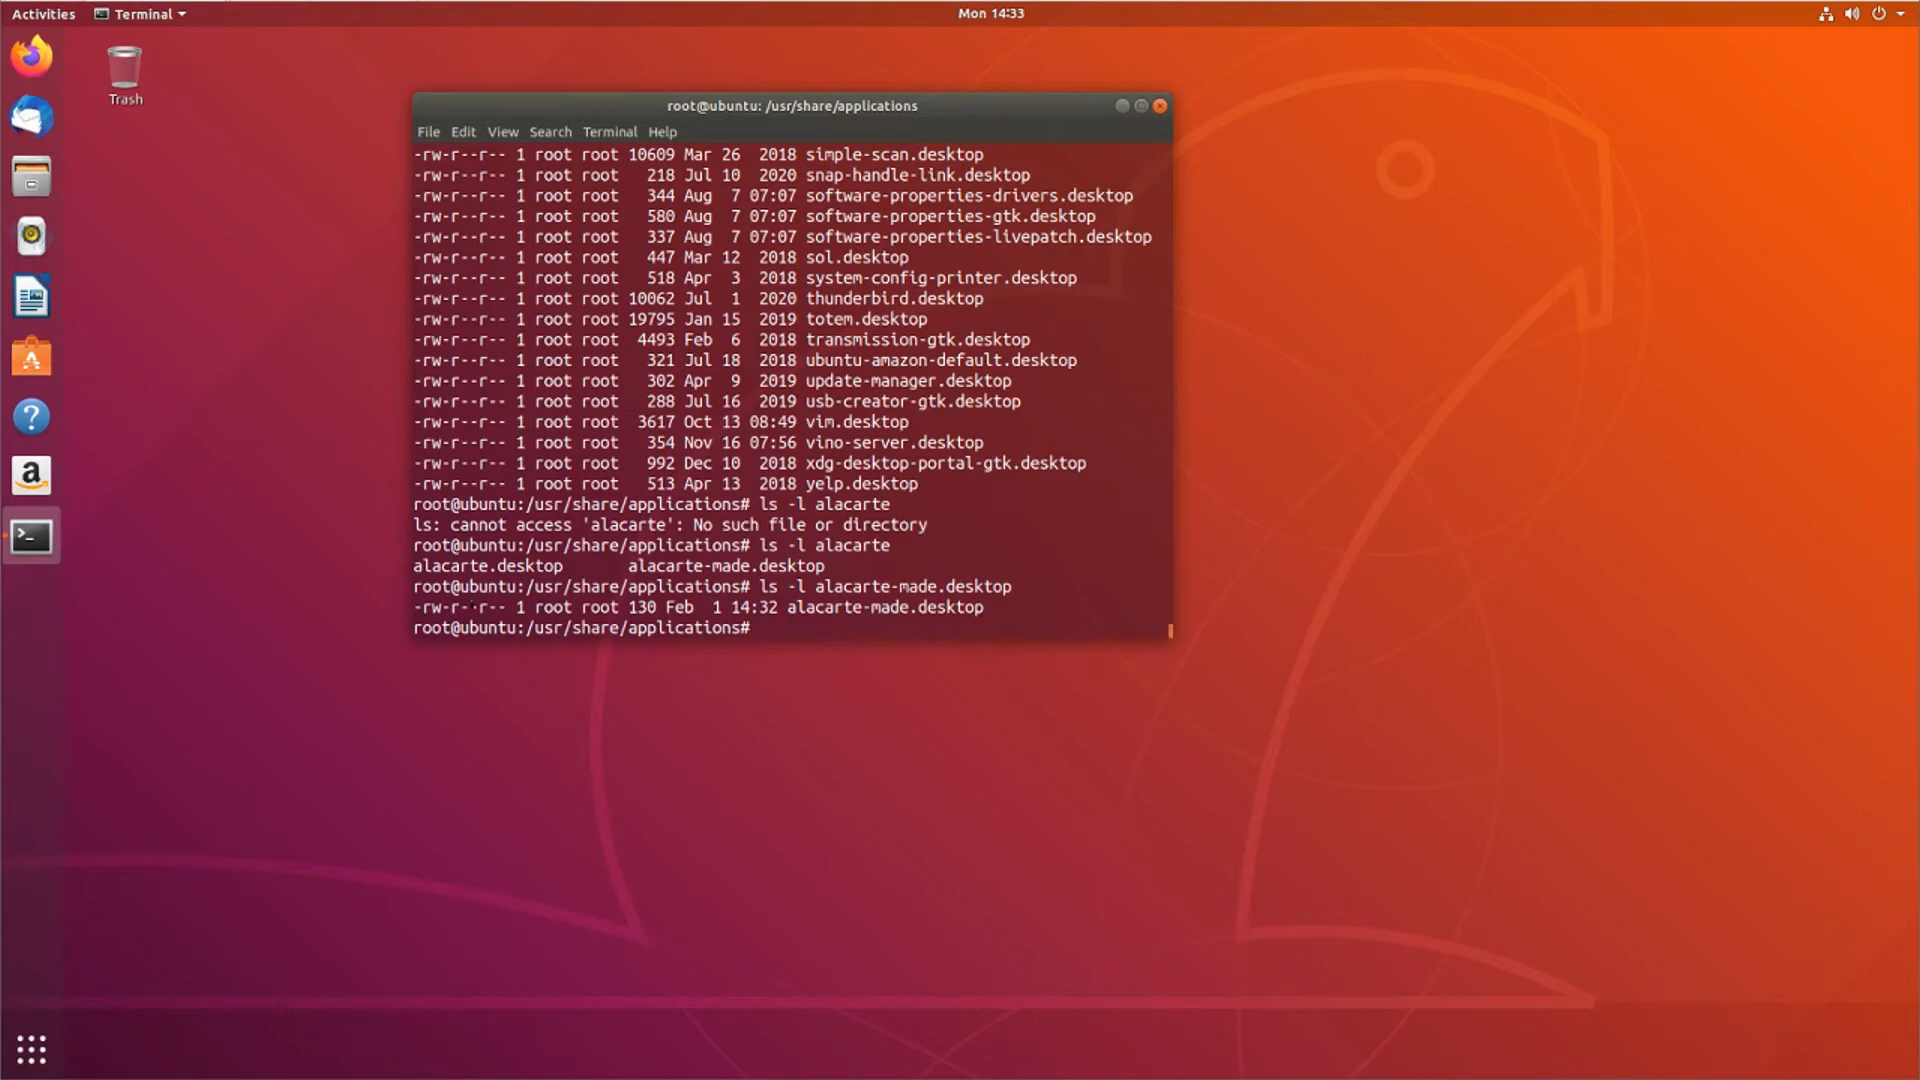 Activities Terminal Mon 14:33
Trash
root@ubuntu: /usr/share/applications
File Edit View Search Terminal Help
-rw-r--r-- 1 root root 10609 Mar 26  2018 simple-scan.desktop
-rw-r--r-- 1 root root   218 Jul 10  2020 snap-handle-link.desktop
-rw-r--r-- 1 root root   344 Aug  7 07:07 software-properties-drivers.desktop
-rw-r--r-- 1 root root   580 Aug  7 07:07 software-properties-gtk.desktop
-rw-r--r-- 1 root root   337 Aug  7 07:07 software-properties-livepatch.desktop
-rw-r--r-- 1 root root   447 Mar 12  2018 sol.desktop
-rw-r--r-- 1 root root   518 Apr  3  2018 system-config-printer.desktop
-rw-r--r-- 1 root root 10062 Jul  1  2020 thunderbird.desktop
-rw-r--r-- 1 root root 19795 Jan 15  2019 totem.desktop
-rw-r--r-- 1 root root  4493 Feb  6  2018 transmission-gtk.desktop
-rw-r--r-- 1 root root   321 Jul 18  2018 ubuntu-amazon-default.desktop
-rw-r--r-- 1 root root   302 Apr  9  2019 update-manager.desktop
-rw-r--r-- 1 root root   288 Jul 16  2019 usb-creator-gtk.desktop
-rw-r--r-- 1 root root  3617 Oct 13 08:49 vim.desktop
-rw-r--r-- 1 root root   354 Nov 16 07:56 vino-server.desktop
-rw-r--r-- 1 root root   992 Dec 10  2018 xdg-desktop-portal-gtk.desktop
-rw-r--r-- 1 root root   513 Apr 13  2018 yelp.desktop
root@ubuntu:/usr/share/applications# ls -l alacarte
ls: cannot access 'alacarte': No such file or directory
root@ubuntu:/usr/share/applications# ls -l alacarte
alacarte.desktop       alacarte-made.desktop
root@ubuntu:/usr/share/applications# ls -l alacarte-made.desktop
-rw-r--r-- 1 root root 130 Feb  1 14:32 alacarte-made.desktop
root@ubuntu:/usr/share/applications#